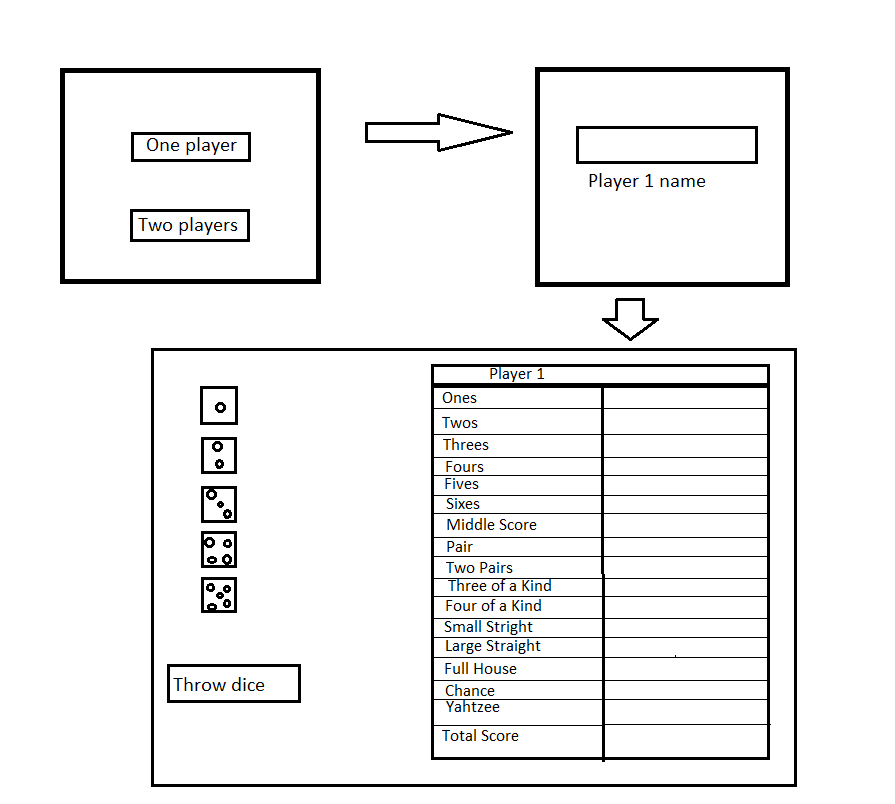 One player
Two players
Player 1 name
Player 1
Ones
Twos
Threes
Fours
Fives
Sixes
Middle Score
Pair
Two Pairs
Three of a Kind
Four of a Kind
Small Stright
Large Straight
Full House
Chance
Yahtzee
Total Score
Throw dice